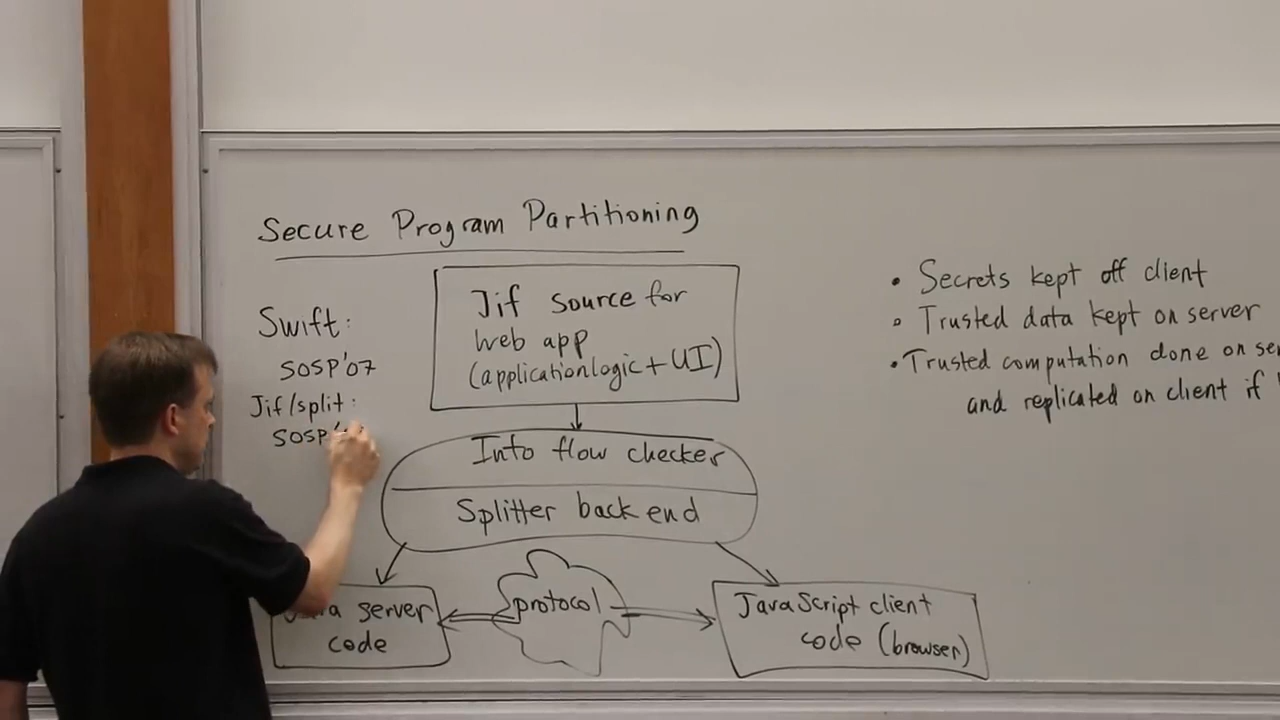 Secure Program Partitioning
Swift:
SOSP'07
Jif/split:
SOSP'
Jif source for
web app
(application logic + UI)
Info flow checker
Splitter back end
server
code
protocol
JavaScript client
code (browser)
• Secrets kept off client
• Trusted data kept on server
• Trusted computation done on
and replicated on client if